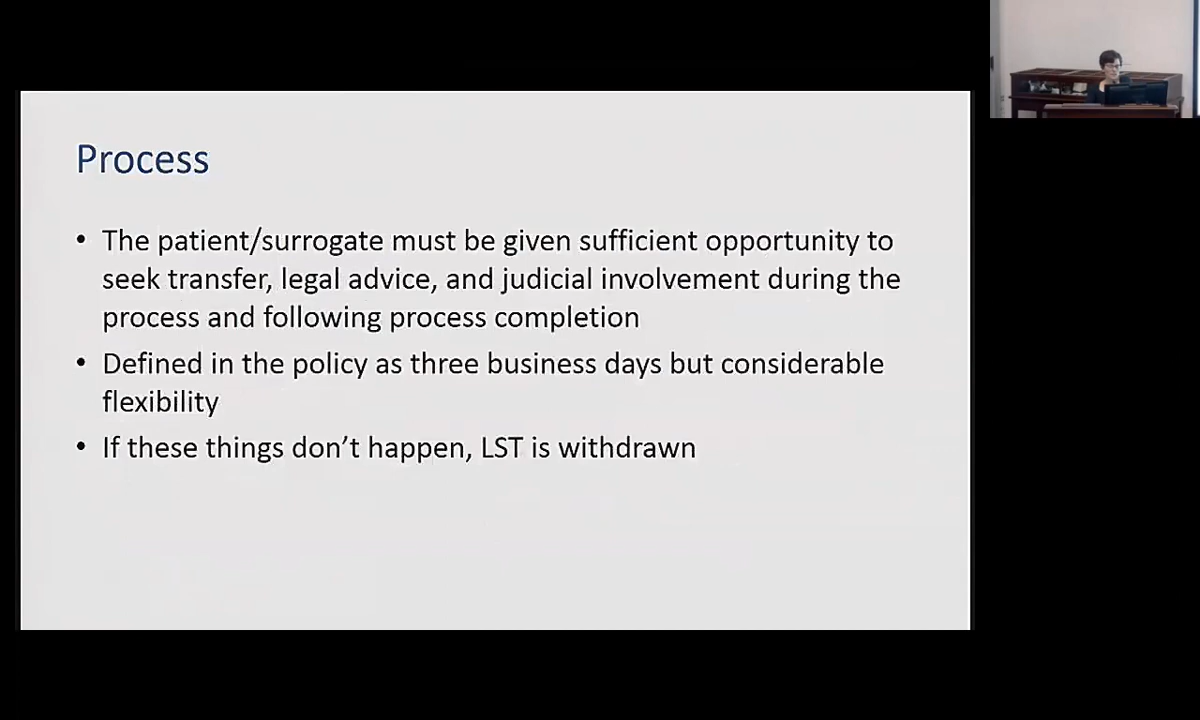 Process
• The patient/surrogate must be given sufficient opportunity to
seek transfer, legal advice, and judicial involvement during the
process and following process completion
• Defined in the policy as three business days but considerable
flexibility
• If these things don’t happen, LST is withdrawn